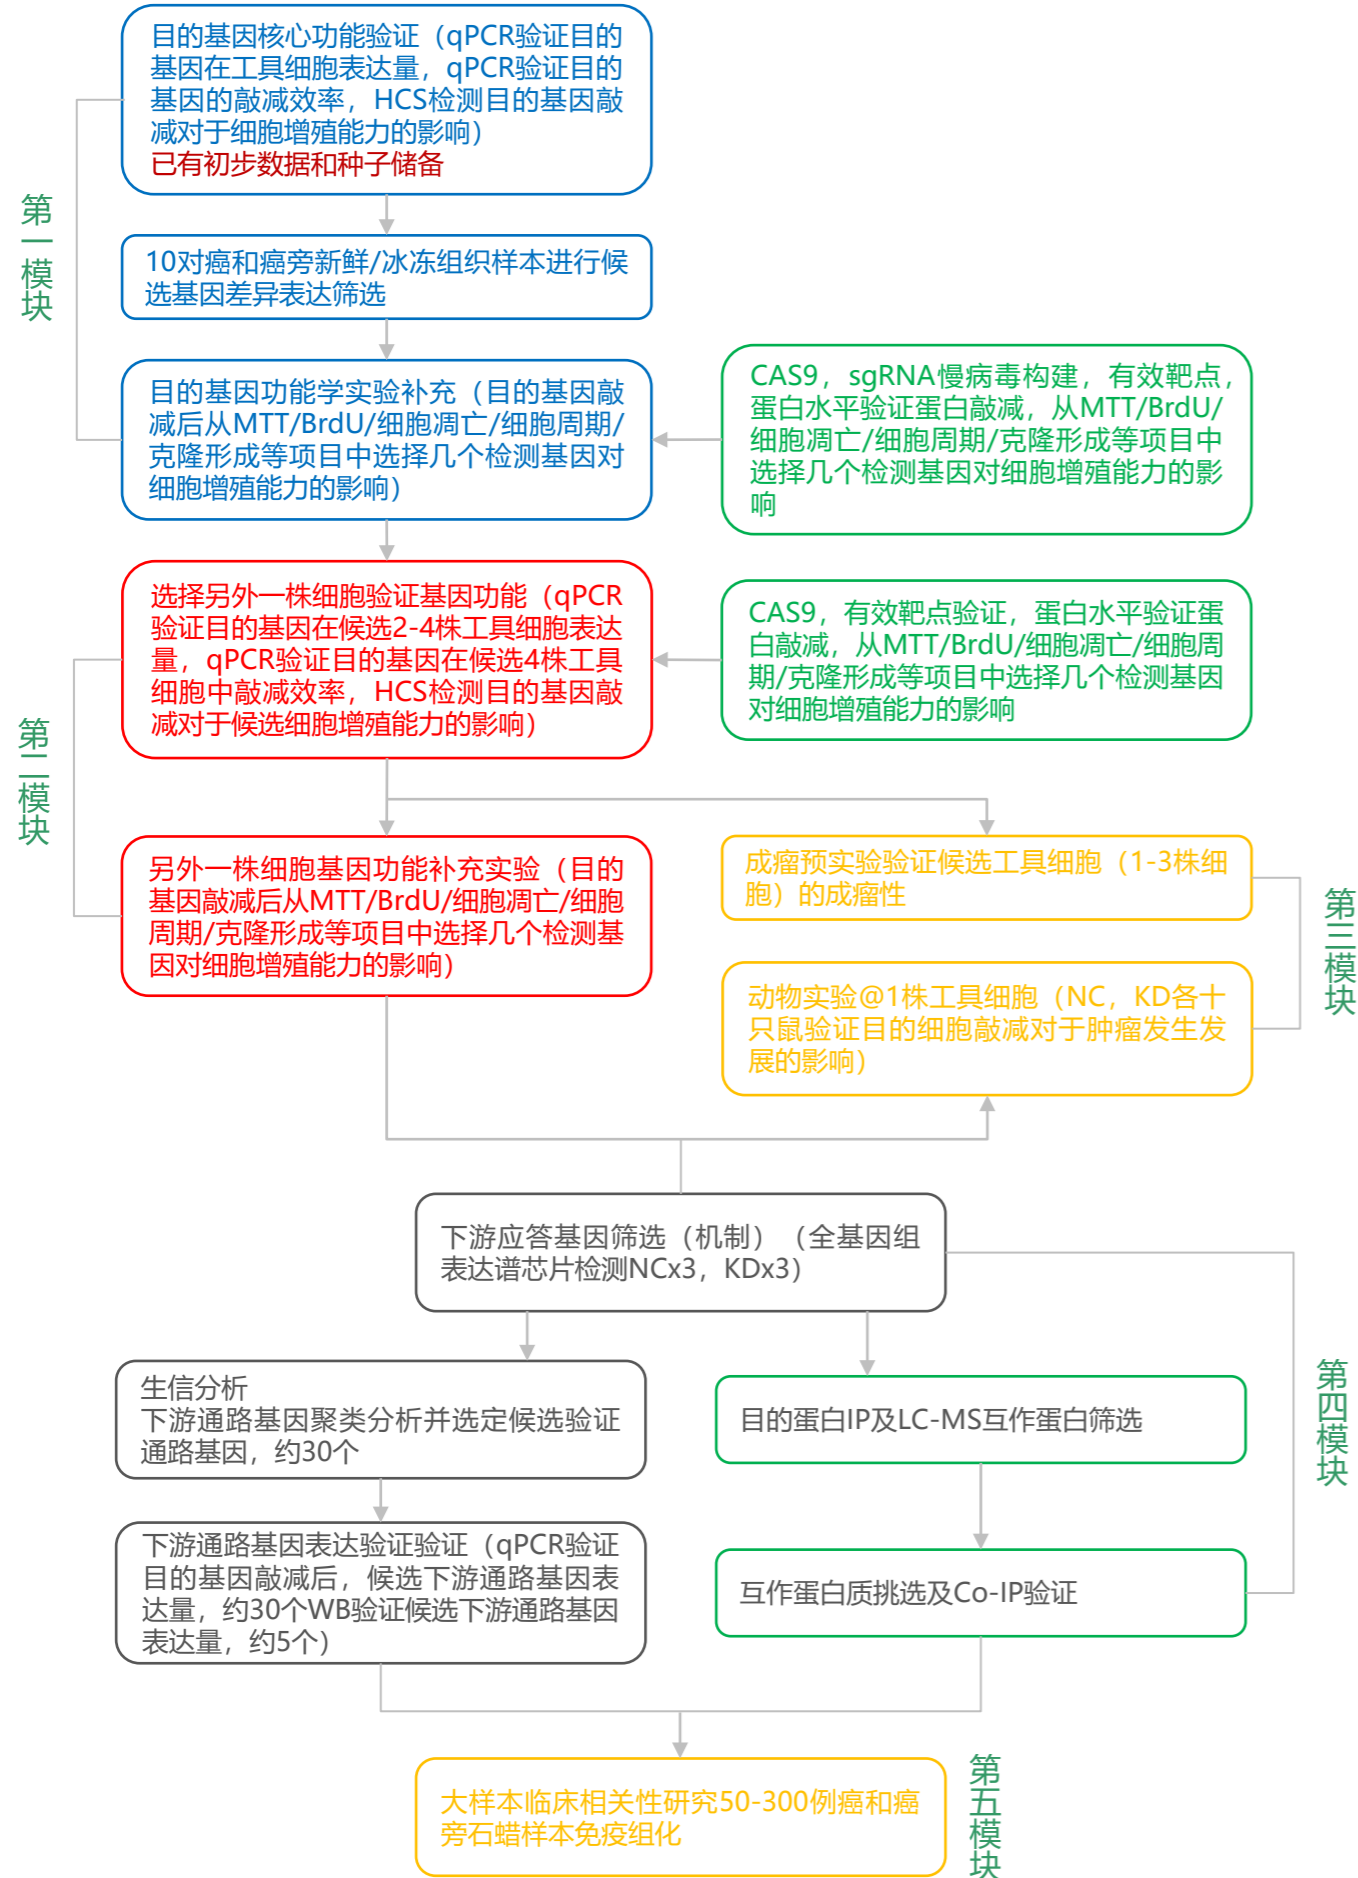 目的基因核心功能验证（qPCR验证目的
基因在工具细胞表达量，qPCR验证目的
基因的敲减效率，HCS检测目的基因敲
减对于细胞增殖能力的影响）
已有初步数据和种子储备
第一模块
10对癌和癌旁新鲜/冰冻组织样本进行候
选基因差异表达筛选
目的基因功能学实验补充（目的基因敲
减后从MTT/BrdU/细胞凋亡/细胞周期/
克隆形成等项目中选择几个检测基因对
细胞增殖能力的影响）
CAS9，sgRNA慢病毒构建，有效靶点，
蛋白水平验证蛋白敲减，从MTT/BrdU/
细胞凋亡/细胞周期/克隆形成等项目中
选择几个检测基因对细胞增殖能力的影
响
选择另外一株细胞验证基因功能（qPCR
验证目的基因在候选2-4株工具细胞表达
量，qPCR验证目的基因在候选4株工具
细胞中敲减效率，HCS检测目的基因敲
减对于候选细胞增殖能力的影响）
CAS9，有效靶点验证，蛋白水平验证蛋
白敲减，从MTT/BrdU/细胞凋亡/细胞周
期/克隆形成等项目中选择几个检测基因
对细胞增殖能力的影响
第二模块
另外一株细胞基因功能补充实验（目的
基因敲减后从MTT/BrdU/细胞凋亡/细胞
周期/克隆形成等项目中选择几个检测基
因对细胞增殖能力的影响）
成瘤预实验验证候选工具细胞（1-3株细
胞）的成瘤性
第三模块
动物实验@1株工具细胞（NC，KD各十
只鼠验证目的细胞敲减对于肿瘤发生发
展的影响）
下游应答基因筛选（机制）（全基因组
表达谱芯片检测NCx3，KDx3）
生信分析
下游通路基因聚类分析并选定候选验证
通路基因，约30个
目的蛋白IP及LC-MS互作蛋白筛选
第四模块
下游通路基因表达验证验证（qPCR验证
目的基因敲减后，候选下游通路基因表
达量，约30个WB验证候选下游通路基因
表达量，约5个）
互作蛋白质挑选及Co-IP验证
大样本临床相关性研究50-300例癌和癌
旁石蜡样本免疫组化
第五模块